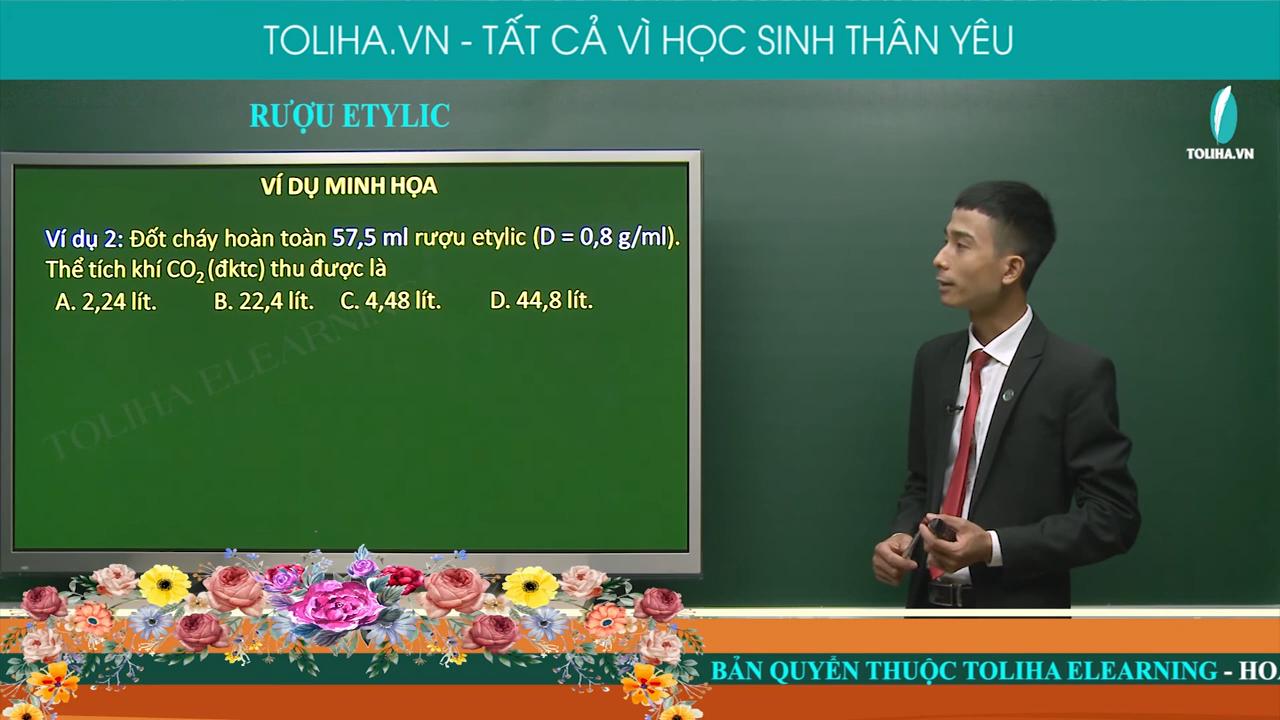 TOLIHA.VN - TẤT CẢ VÌ HỌC SINH THÂN YÊU
RƯỢU ETYLIC
TOLIHA.VN
VÍ DỤ MINH HỌA
Ví dụ 2: Đốt cháy hoàn toàn 57,5 ml rượu etylic (D = 0,8 g/ml).
Thể tích khí CO₂ (đktc) thu được là
A. 2,24 lít. B. 22,4 lít. C. 4,48 lít. D. 44,8 lít.
TOLIHA ELEARNING
BẢN QUYỂN THUỘC TOLIHA ELEARNING - HO